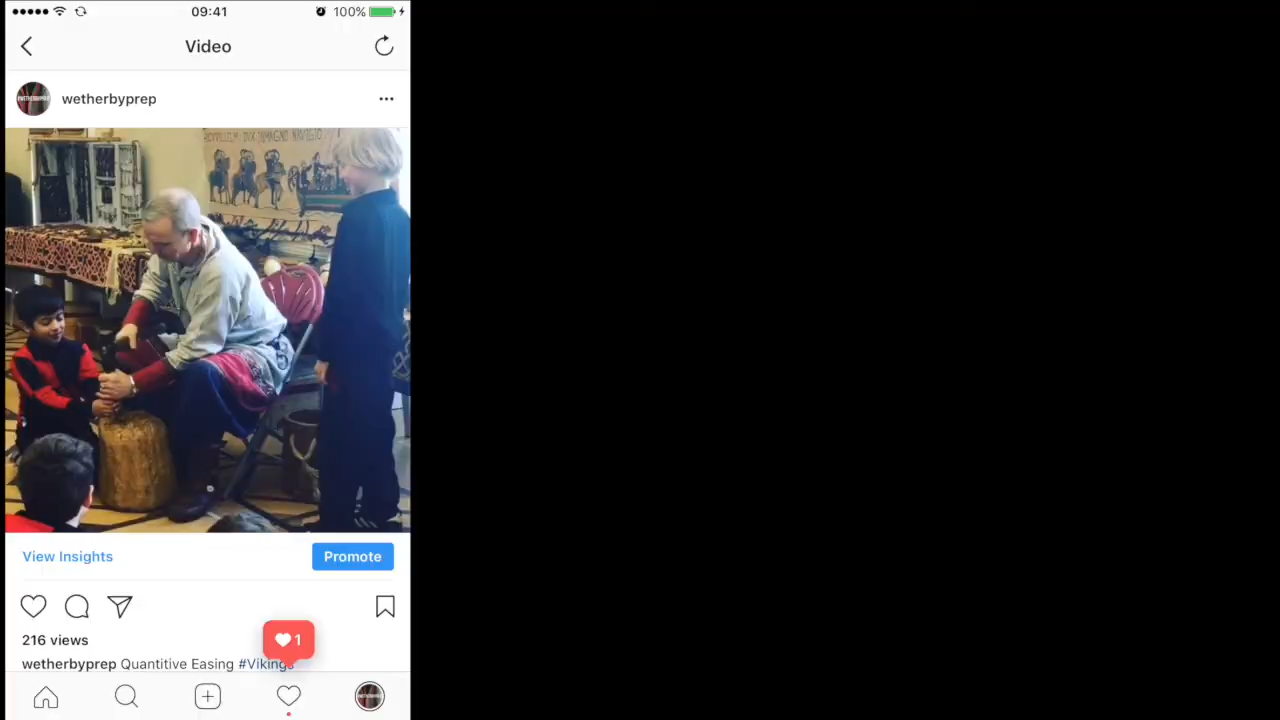 09:41
100%
Video
wetherbyprep
View Insights
Promote
216 views
1
wetherbyprep Quantitive Easing #Vikings